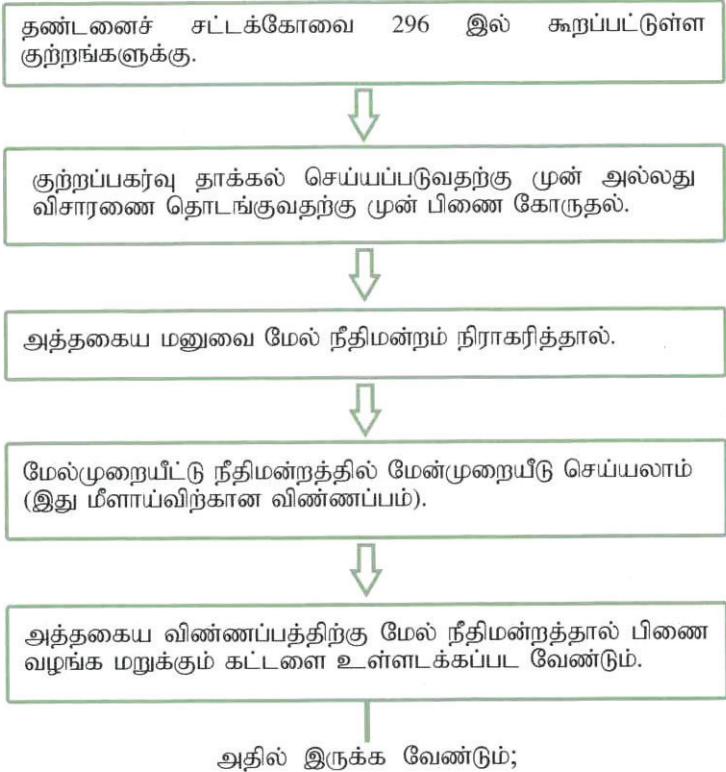 தண்டனைச் சட்டக்கோவை 296 இல் கூறப்பட்டுள்ள
குற்றங்களுக்கு.
குற்றப்பகர்வு தாக்கல் செய்யப்படுவதற்கு முன் அல்லது
விசாரணை தொடங்குவதற்கு முன் பிணை கோருதல்.
அத்தகைய மனுவை மேல் நீதிமன்றம் நிராகரித்தால்.
மேல்முறையீட்டு நீதிமன்றத்தில் மேன்முறையீடு செய்யலாம்
(இது மீளாய்விற்கான விண்ணப்பம்).
அத்தகைய விண்ணப்பத்திற்கு மேல் நீதிமன்றத்தால் பிணை
வழங்க மறுக்கும் கட்டளை உள்ளடக்கப்பட வேண்டும்.
அதில் இருக்க வேண்டும்;